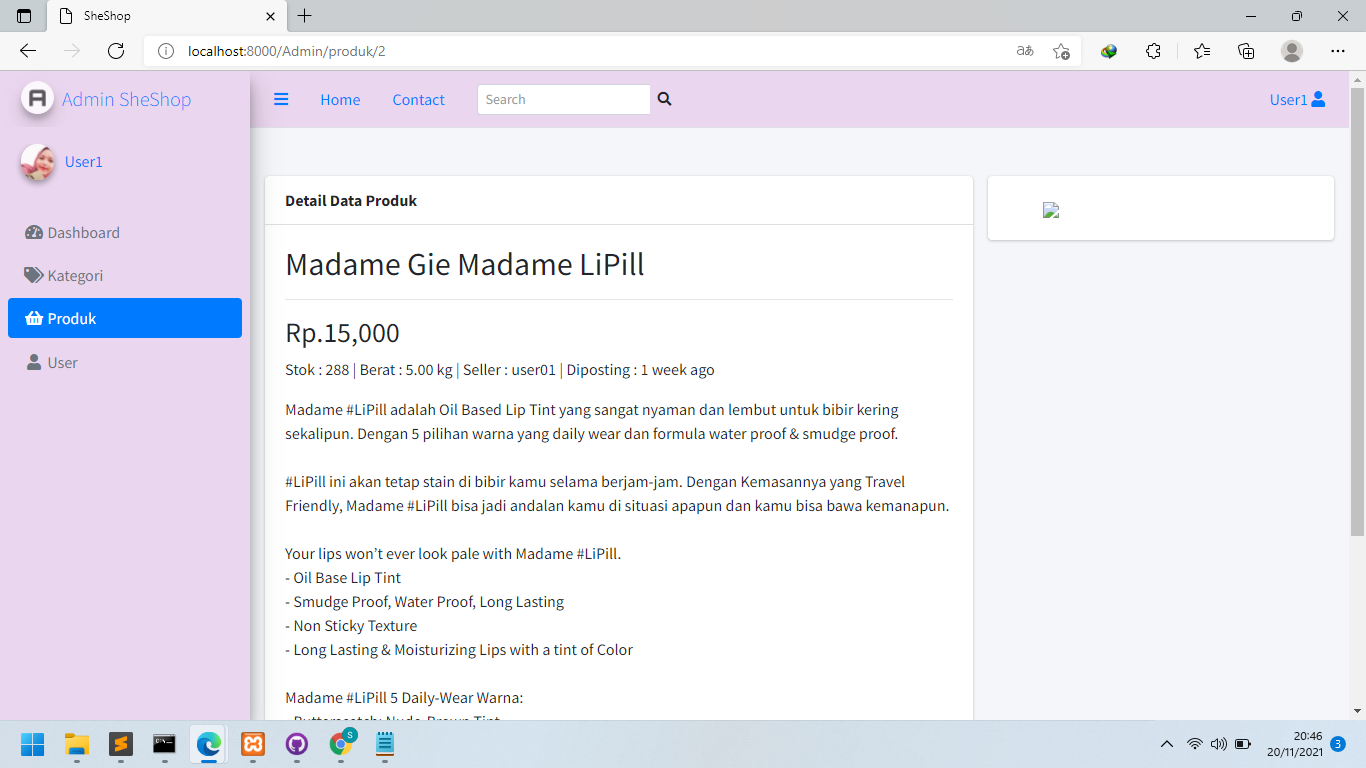 SheShop
localhost:8000/Admin/produk/2
Admin SheShop
Home
Contact
Search
User1
User1
Dashboard
Kategori
Produk
User
Detail Data Produk
Madame Gie Madame LiPill
Rp.15,000
Stok : 288 | Berat : 5.00 kg | Seller : user01 | Diposting : 1 week ago
Madame #LiPill adalah Oil Based Lip Tint yang sangat nyaman dan lembut untuk bibir kering
sekalipun. Dengan 5 pilihan warna yang daily wear dan formula water proof & smudge proof.
#LiPill ini akan tetap stain di bibir kamu selama berjam-jam. Dengan Kemasannya yang Travel
Friendly, Madame #LiPill bisa jadi andalan kamu di situasi apapun dan kamu bisa bawa kemanapun.
Your lips won’t ever look pale with Madame #LiPill.
- Oil Base Lip Tint
- Smudge Proof, Water Proof, Long Lasting
- Non Sticky Texture
- Long Lasting & Moisturizing Lips with a tint of Color
Madame #LiPill 5 Daily-Wear Warna:
- Butterscotch: Nude-Brown Tint
20:46
20/11/2021
3